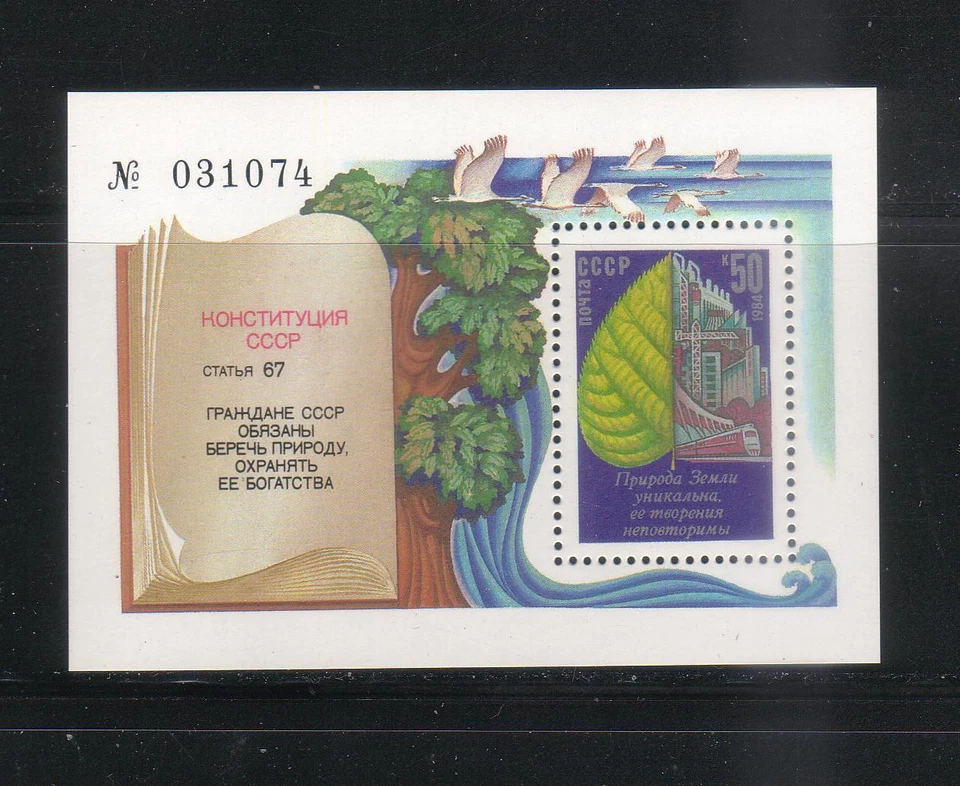 № 031074
КОНСТИТУЦИЯ
СССР
СТАТЬЯ 67
ГРАЖДАНЕ СССР
ОБЯЗАНЫ
БЕРЕЧЬ ПРИРОДУ,
ОХРАНЯТЬ
ЕЕ БОГАТСТВА
ПОЧТА СССР
К 50
1984
Природа Земли
уникальна,
ее творения
неповторимы